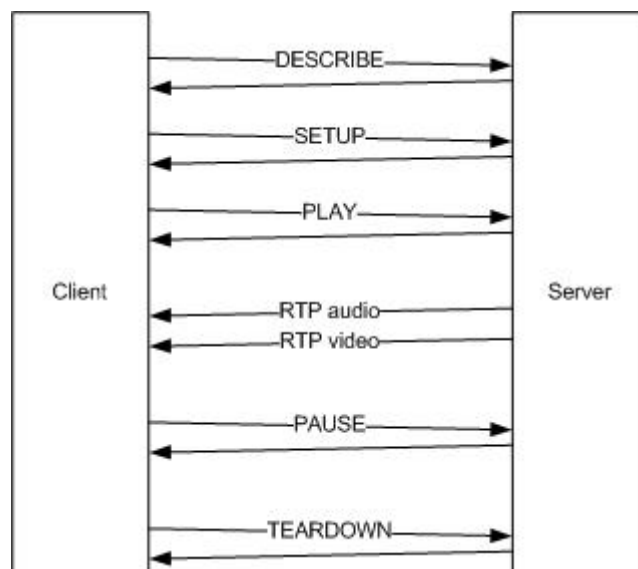 DESCRIBE
SETUP
PLAY
Client
Server
RTP audio
RTP video
PAUSE
TEARDOWN